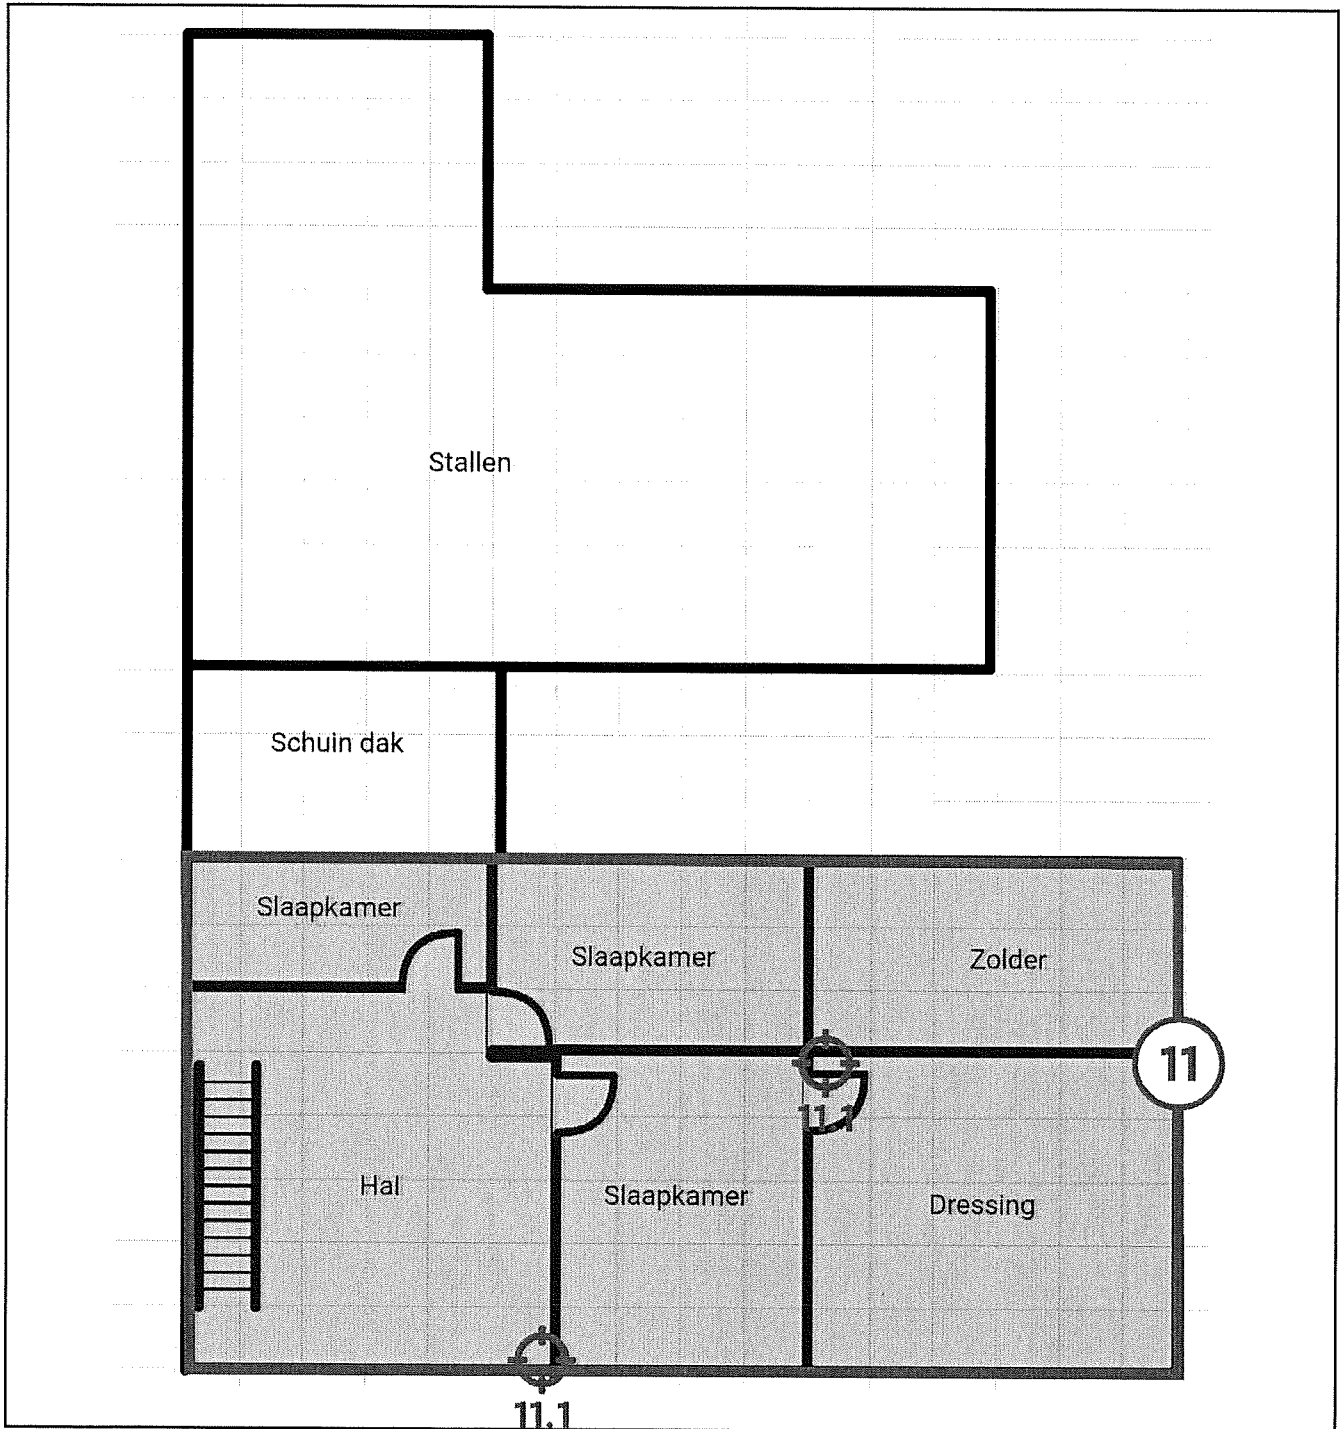 Stallen
Schuin dak
Slaapkamer
Slaapkamer
Zolder
11
11.1
Hal
Slaapkamer
Dressing
11.1